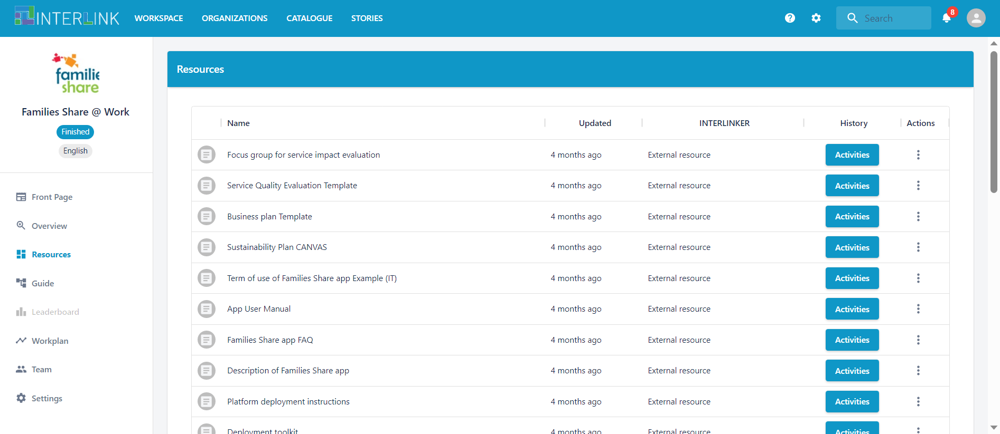 INTERLINK
WORKSPACE
ORGANIZATIONS
CATALOGUE
STORIES
Search
8
familie
share
Families Share @ Work
Finished
English
Front Page
Overview
Resources
Guide
Leaderboard
Workplan
Team
Settings
Resources
Name Updated INTERLINKER History Actions
Focus group for service impact evaluation 4 months ago External resource Activities
Service Quality Evaluation Template 4 months ago External resource Activities
Business plan Template 4 months ago External resource Activities
Sustainability Plan CANVAS 4 months ago External resource Activities
Term of use of Families Share app Example (IT) 4 months ago External resource Activities
App User Manual 4 months ago External resource Activities
Families Share app FAQ 4 months ago External resource Activities
Description of Families Share app 4 months ago External resource Activities
Platform deployment instructions 4 months ago External resource Activities
Deployment toolkit 4 months ago External resource Activities